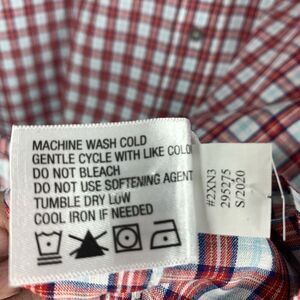 MACHINE WASH COLD
GENTLE CYCLE WITH LIKE COLO
DO NOT BLEACH
DO NOT USE SOFTENING AGENT
TUMBLE DRY LOW
COOL IRON IF NEEDED
#2XN3
295275
S/2020